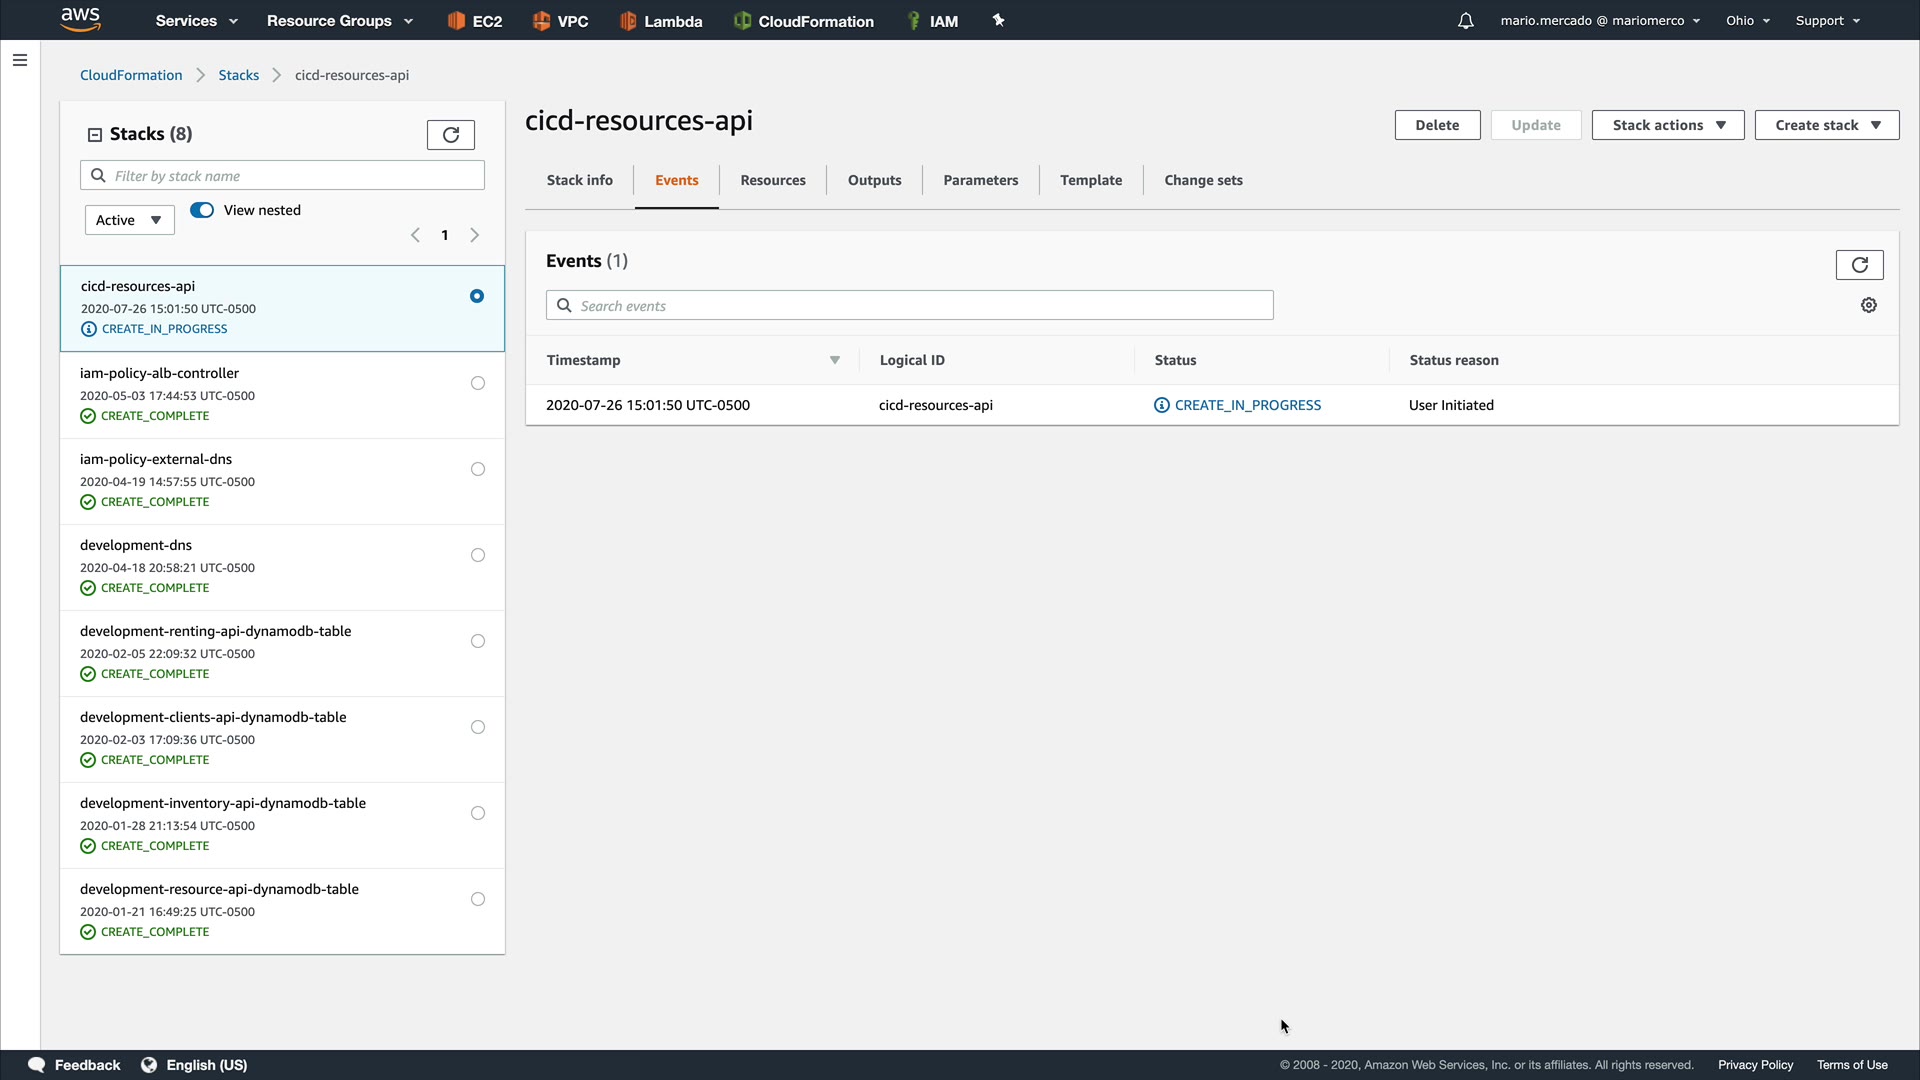 aws
Services
Resource Groups
EC2
VPC
Lambda
CloudFormation
IAM
mario.mercado @ mariomerco
Ohio
Support
CloudFormation
Stacks
cicd-resources-api
Stacks (8)
Filter by stack name
Active
View nested
1
cicd-resources-api
2020-07-26 15:01:50 UTC-0500
CREATE_IN_PROGRESS
iam-policy-alb-controller
2020-05-03 17:44:53 UTC-0500
CREATE_COMPLETE
iam-policy-external-dns
2020-04-19 14:57:55 UTC-0500
CREATE_COMPLETE
development-dns
2020-04-18 20:58:21 UTC-0500
CREATE_COMPLETE
development-renting-api-dynamodb-table
2020-02-05 22:09:32 UTC-0500
CREATE_COMPLETE
development-clients-api-dynamodb-table
2020-02-03 17:09:36 UTC-0500
CREATE_COMPLETE
development-inventory-api-dynamodb-table
2020-01-28 21:13:54 UTC-0500
CREATE_COMPLETE
development-resource-api-dynamodb-table
2020-01-21 16:49:25 UTC-0500
CREATE_COMPLETE
cicd-resources-api
Delete
Update
Stack actions
Create stack
Stack info
Events
Resources
Outputs
Parameters
Template
Change sets
Events (1)
Search events
Timestamp
Logical ID
Status
Status reason
2020-07-26 15:01:50 UTC-0500
cicd-resources-api
CREATE_IN_PROGRESS
User Initiated
Feedback
English (US)
© 2008 - 2020, Amazon Web Services, Inc. or its affiliates. All rights reserved.
Privacy Policy
Terms of Use